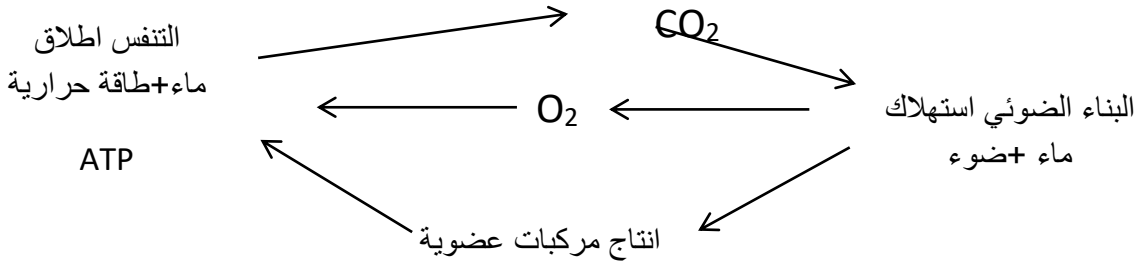 CO₂
التنفس اطلاق
ماء+طاقة حرارية
ATP
O₂
البناء الضوئي استهلاك
ماء +ضوء
انتاج مركبات عضوية